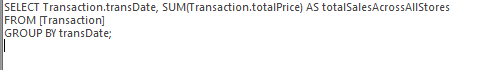 SELECT Transaction.transDate, SUM(Transaction.totalPrice) AS totalSalesAcrossAllStores
FROM [Transaction]
GROUP BY transDate;